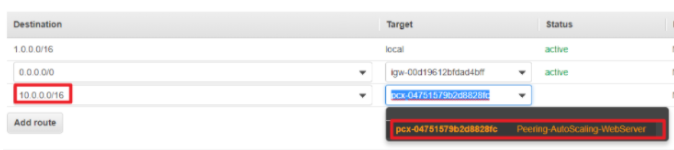 Destination Target Status
1.0.0.0/16 local active
0.0.0.0/0 igw-00d19612bfdad4bff active
10.0.0.0/16 pcx-04751579b2d8828fc
Add route
pcx-04751579b2d8828fc Peering-AutoScaling-WebServer